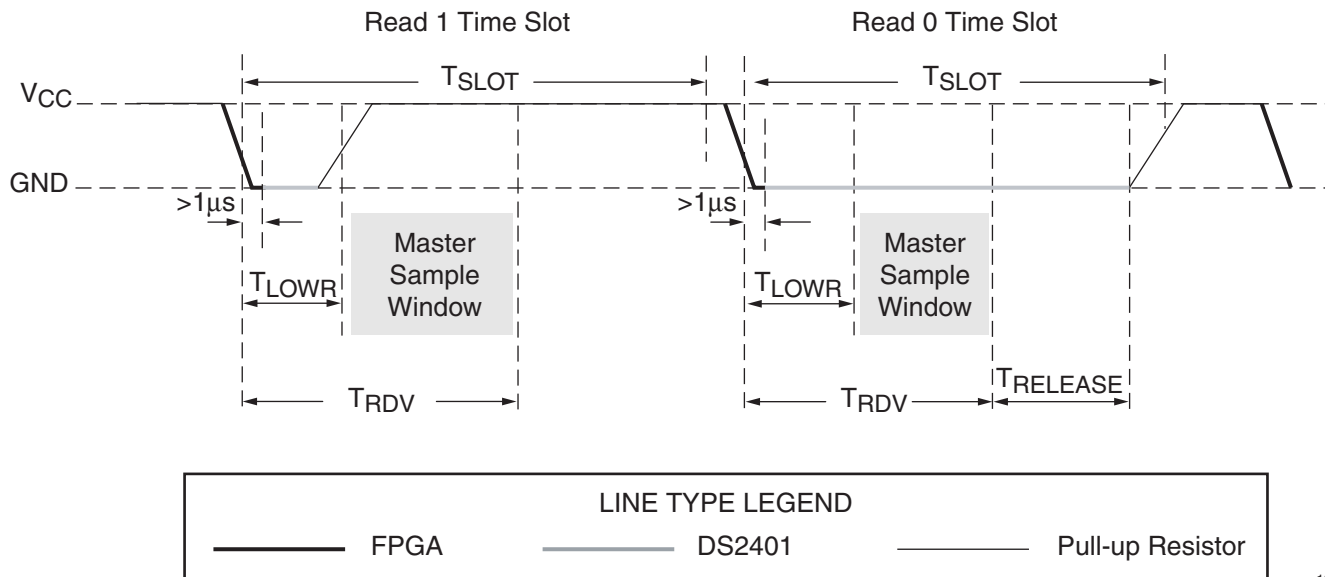 Read 1 Time Slot
Read 0 Time Slot
TSLOT
TSLOT
VCC
GND
>1µs
>1µs
Master
Sample
Window
Master
Sample
Window
TLOWR
TLOWR
TRDV
TRDV
TRELEASE
LINE TYPE LEGEND
FPGA
DS2401
Pull-up Resistor